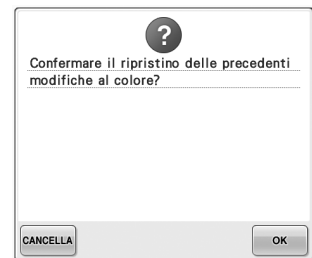 ?
Confermare il ripristino delle precedenti
modifiche al colore?
CANCELLA
OK